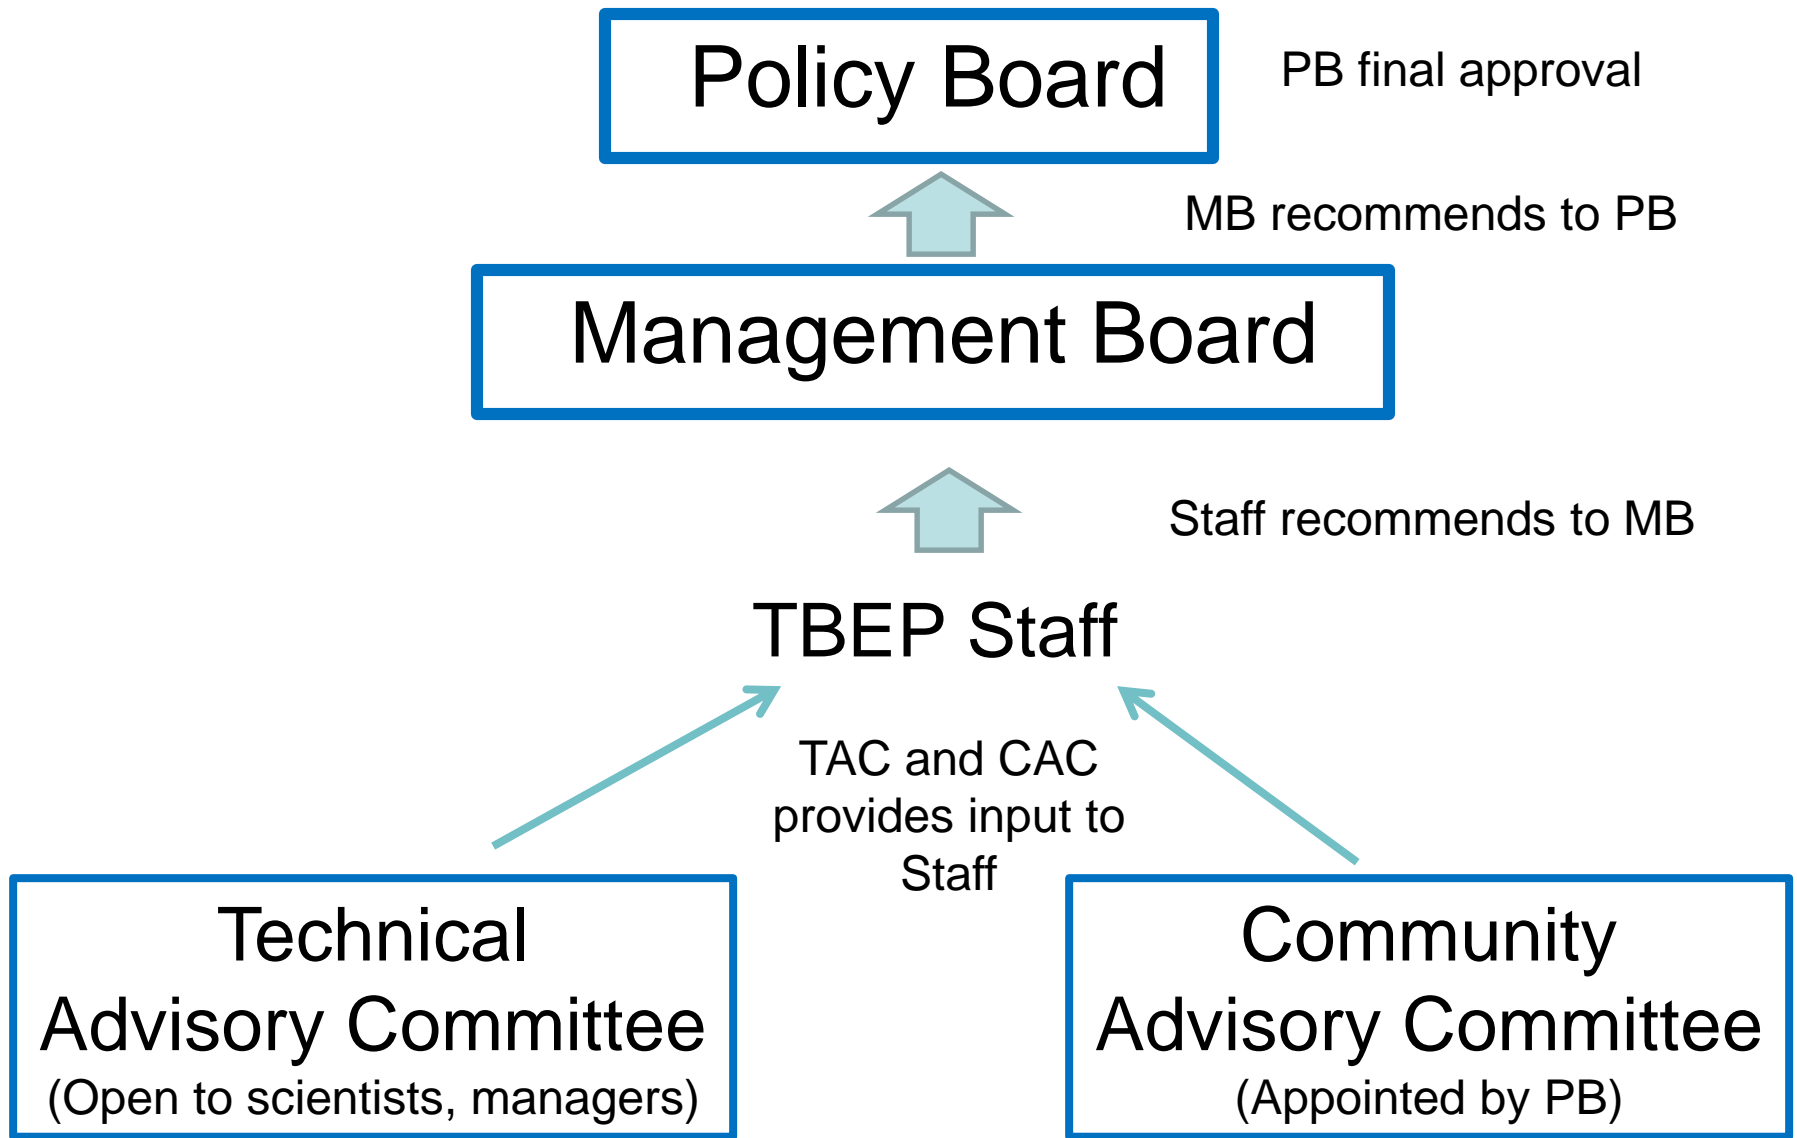 Policy Board
PB final approval
MB recommends to PB
Management Board
Staff recommends to MB
TBEP Staff
TAC and CAC
provides input to
Staff
Technical
Advisory Committee
(Open to scientists, managers)
Community
Advisory Committee
(Appointed by PB)